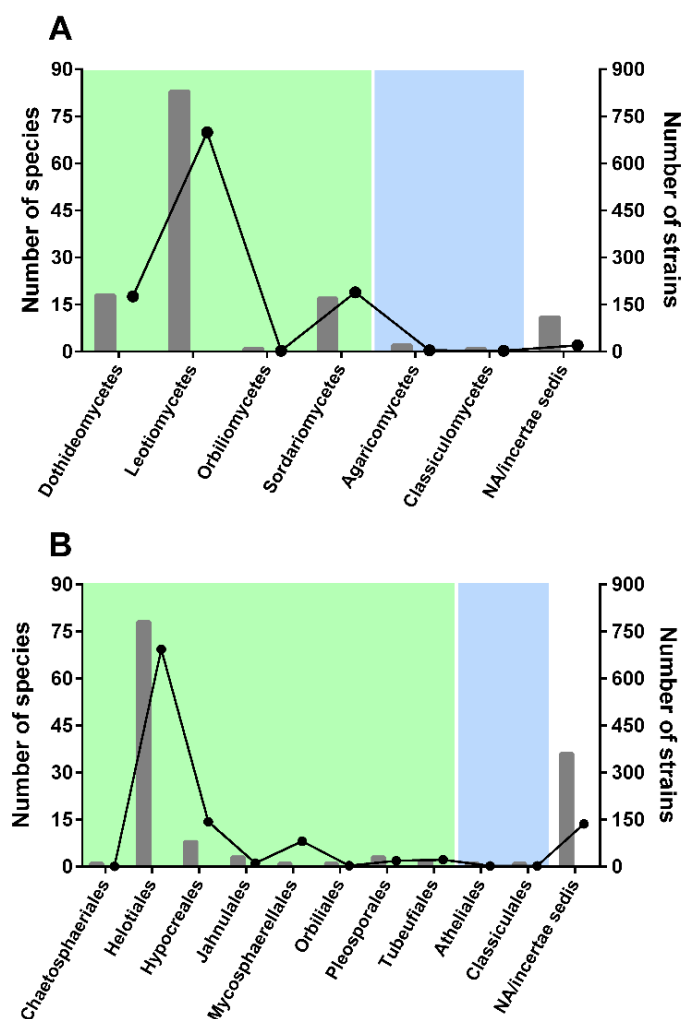 A
90
75
60
45
30
15
0
Number of species
900
750
600
450
300
150
0
Number of strains
Dothideomycetes
Leotiomycetes
Orbiliomycetes
Sordariomycetes
Agaricomycetes
Classiculomycetes
NA/incertae sedis
B
90
75
60
45
30
15
0
Number of species
900
750
600
450
300
150
0
Number of strains
Chaetosphaeriales
Helotiales
Hypocreales
Jahnulales
Mycosphaerellales
Orbiliales
Pleosporales
Tubeufiales
Atheliales
Classiculales
NA/incertae sedis